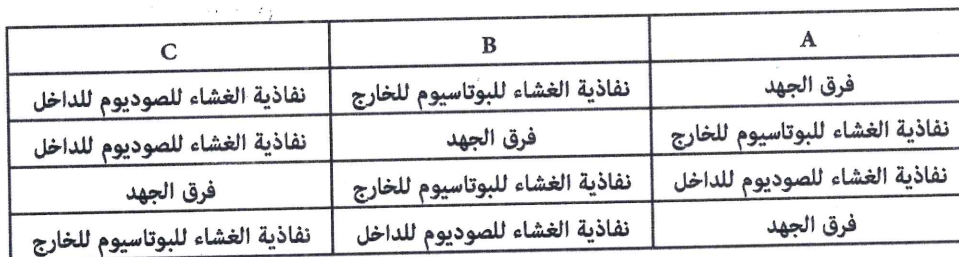 A B C
فرق الجهد نفاذية الغشاء للبوتاسيوم للخارج نفاذية الغشاء للصوديوم للداخل
نفاذية الغشاء للبوتاسيوم للخارج فرق الجهد نفاذية الغشاء للصوديوم للداخل
نفاذية الغشاء للصوديوم للداخل نفاذية الغشاء للبوتاسيوم للخارج فرق الجهد
فرق الجهد نفاذية الغشاء للصوديوم للداخل نفاذية الغشاء للبوتاسيوم للخارج